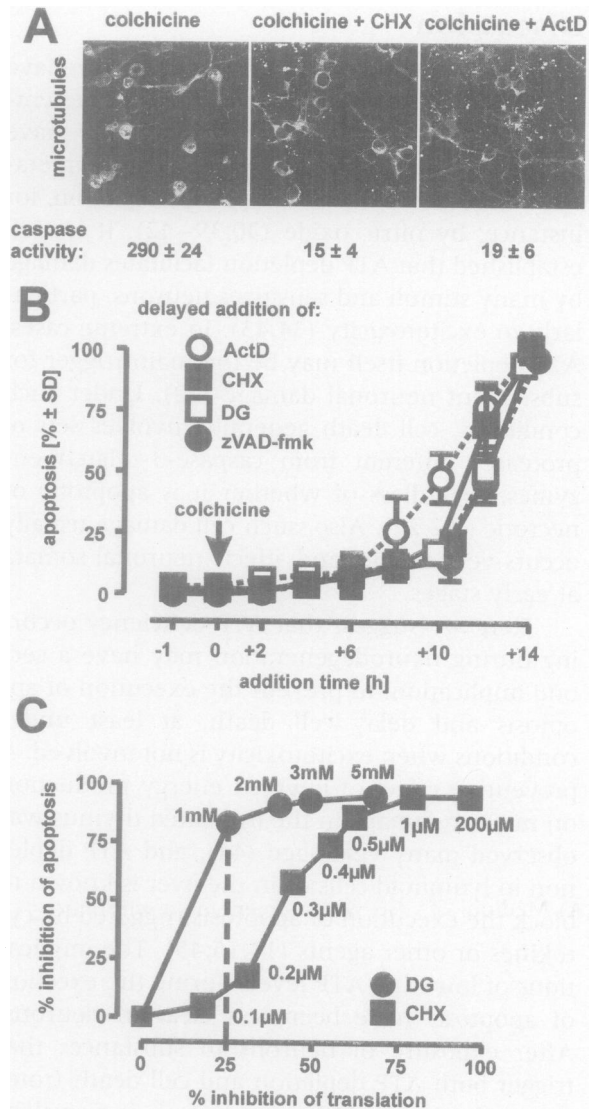 A
colchicine
colchicine + CHX
colchicine + ActD
microtubules
caspase
activity:
290 ± 24
15 ± 4
19 ± 6
B
delayed addition of:
ActD
CHX
DG
zVAD-fmk
apoptosis [% ± SD]
100
75
50
25
0
colchicine
-1
0
+2
+6
+10
+14
addition time [h]
C
% inhibition of apoptosis
100
75
50
25
0
1mM
2mM
3mM
5mM
1µM
200µM
0.5µM
0.4µM
0.3µM
0.2µM
0.1µM
DG
CHX
0
25
50
75
100
% inhibition of translation